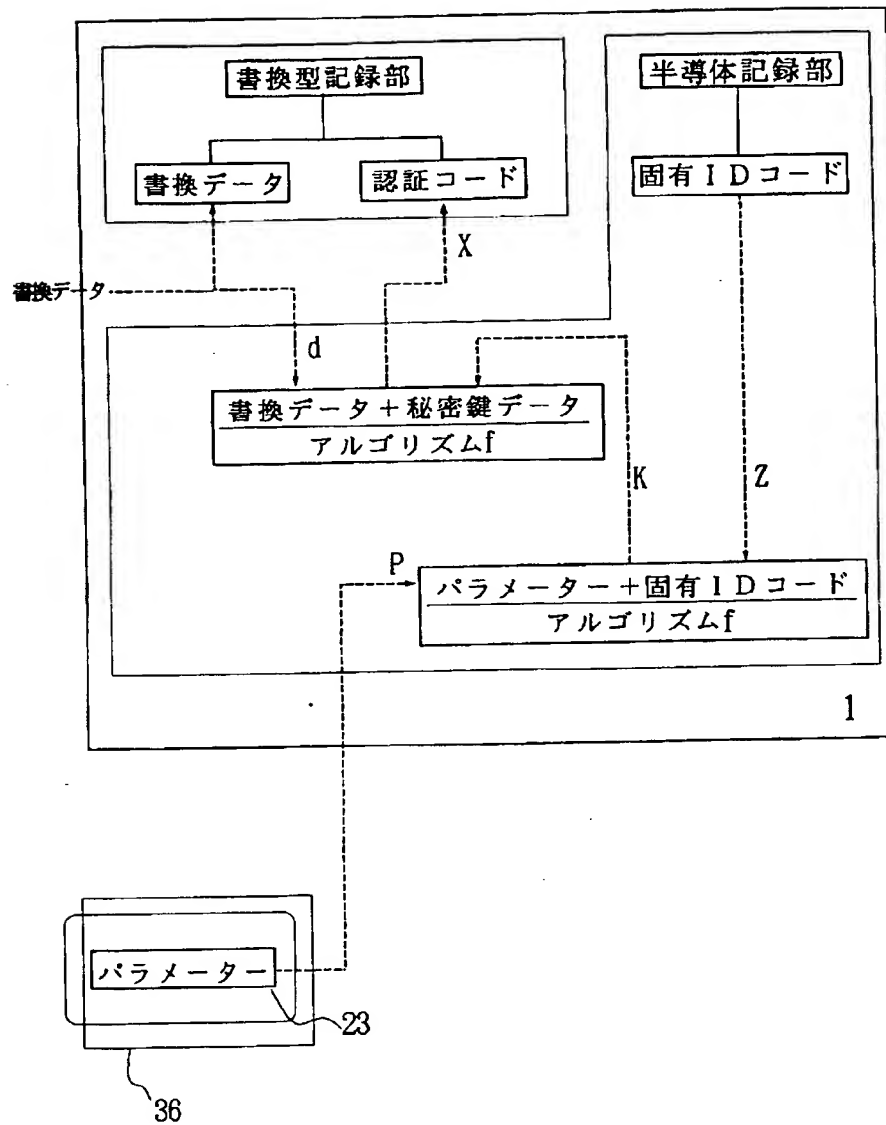 書換型記録部
半導体記録部
書換データ
認証コード
固有IDコード
X
書換データ
d
書換データ+秘密鍵データ
アルゴリズムf
K
Z
P
パラメーター+固有IDコード
アルゴリズムf
1
パラメーター
23
36